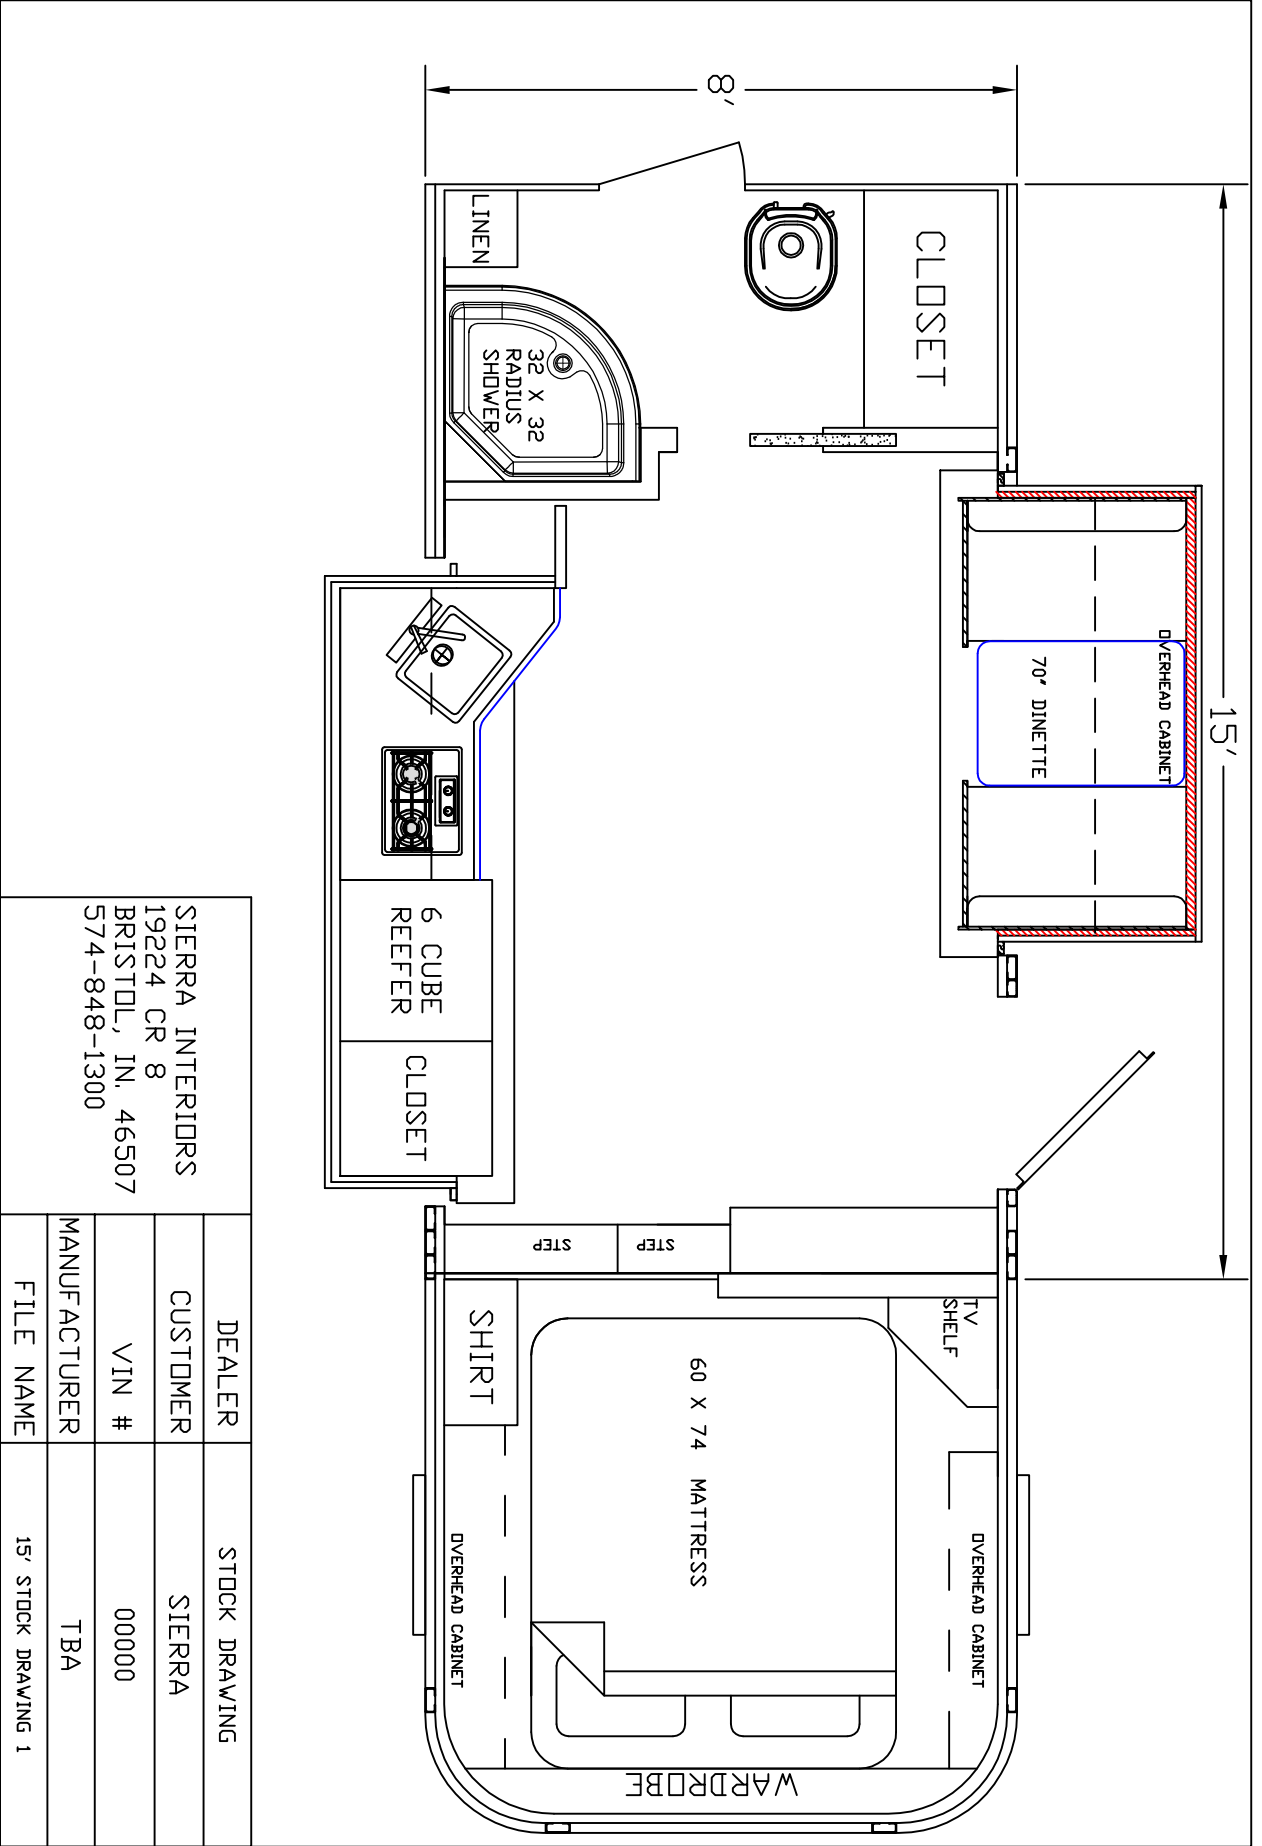 15'
8'
CLOSET
LINEN
32 X 32
RADIUS
SHOWER
OVERHEAD CABINET
70" DINETTE
6 CUBE
REEFER
CLOSET
STEP
STEP
TV
SHELF
SHIRT
60 X 74 MATTRESS
OVERHEAD CABINET
OVERHEAD CABINET
WARDROBE
SIERRA INTERIORS
19224 CR 8
BRISTOL, IN. 46507
574-848-1300
DEALER STOCK DRAWING
CUSTOMER SIERRA
VIN # 00000
MANUFACTURER TBA
FILE NAME 15' STOCK DRAWING 1